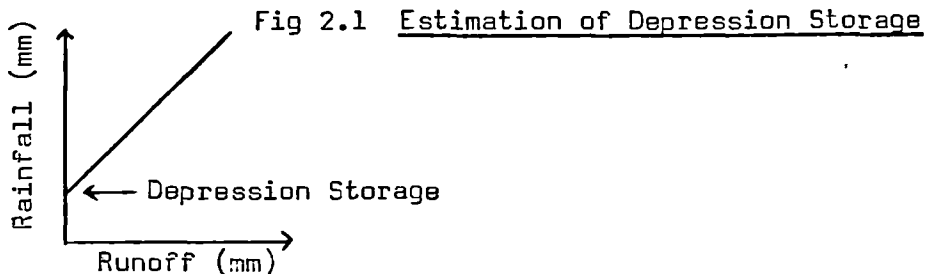 Fig 2.1 Estimation of Depression Storage
Rainfall (mm)
Depression Storage
Runoff (mm)